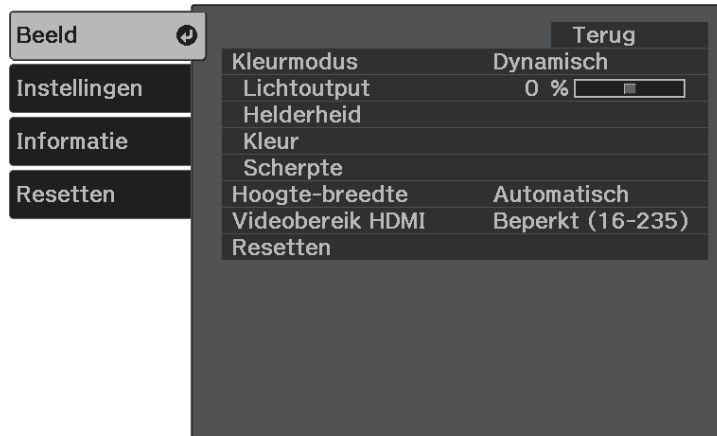 Beeld
Instellingen
Informatie
Resetten
Terug
Kleurmodus Dynamisch
Lichtoutput 0 %
Helderheid
Kleur
Scherpte
Hoogte-breedte Automatisch
Videobereik HDMI Beperkt (16-235)
Resetten